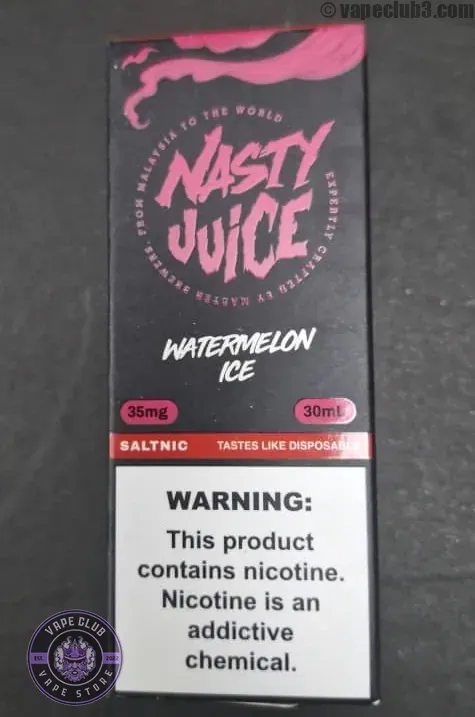 © vapeclub3.com
FROM MALAYSIA TO THE WORLD
NASTY
JUICE
EXPERTLY CRAFTED BY MASTER BREWERS.
WATERMELON
ICE
35mg
30mL
SALTNIC
TASTES LIKE DISPOSABLE
WARNING:
This product
contains nicotine.
Nicotine is an
addictive
chemical.
VAPE CLUB
EST.
VAPE STORE